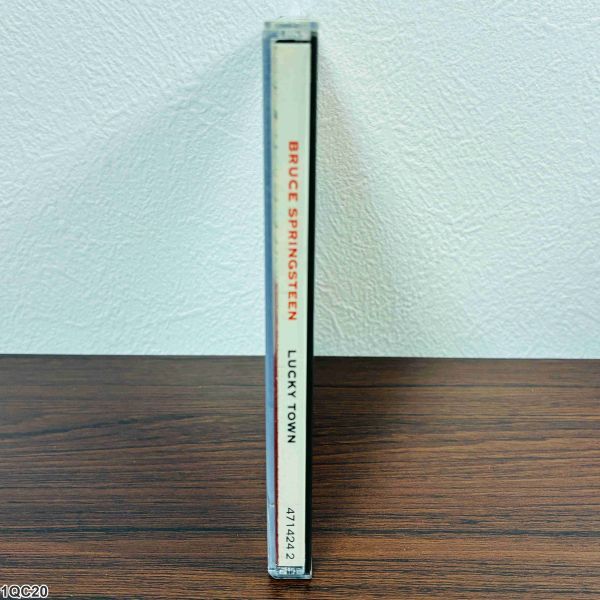 BRUCE SPRINGSTEEN LUCKY TOWN 471424 2
1QC20